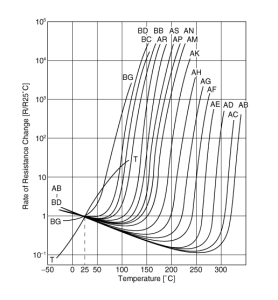 BD BB AS AN
BC AR AP AM
AK
BG
AH
AG
AF
AE
AD AB
AC
T
AB
BD
BG
T
Rate of Resistance Change [R/R25˚C]
10⁵
10⁴
10³
10²
10
1
10⁻¹
−50 0 25 50 100 150 200 250 300
Temperature [˚C]